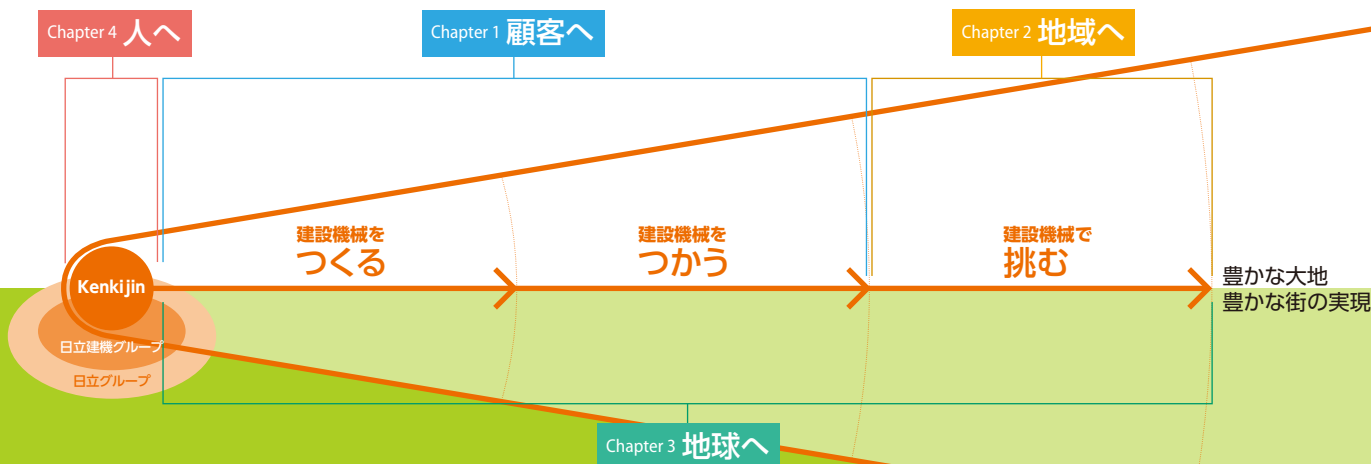 Chapter 4 人へ
Chapter 1 顧客へ
Chapter 2 地域へ
建設機械を
つくる
建設機械を
つかう
建設機械で
挑む
Kenkijin
豊かな大地
豊かな街の実現
日立建機グループ
日立グループ
Chapter 3 地球へ